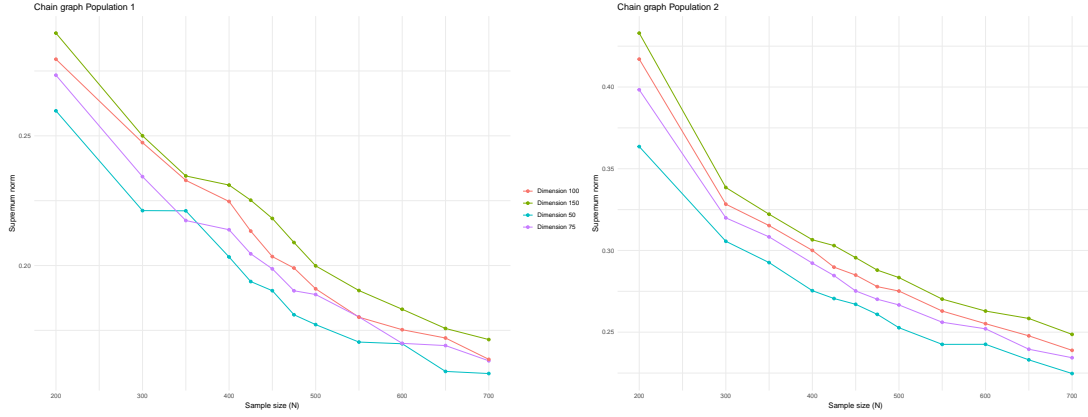 Chain graph Population 1
Supremum norm
0.25
0.20
200
300
400
500
600
700
Sample size (N)
Dimension 100
Dimension 150
Dimension 50
Dimension 75
Chain graph Population 2
Supremum norm
0.40
0.35
0.30
0.25
200
300
400
500
600
700
Sample size (N)